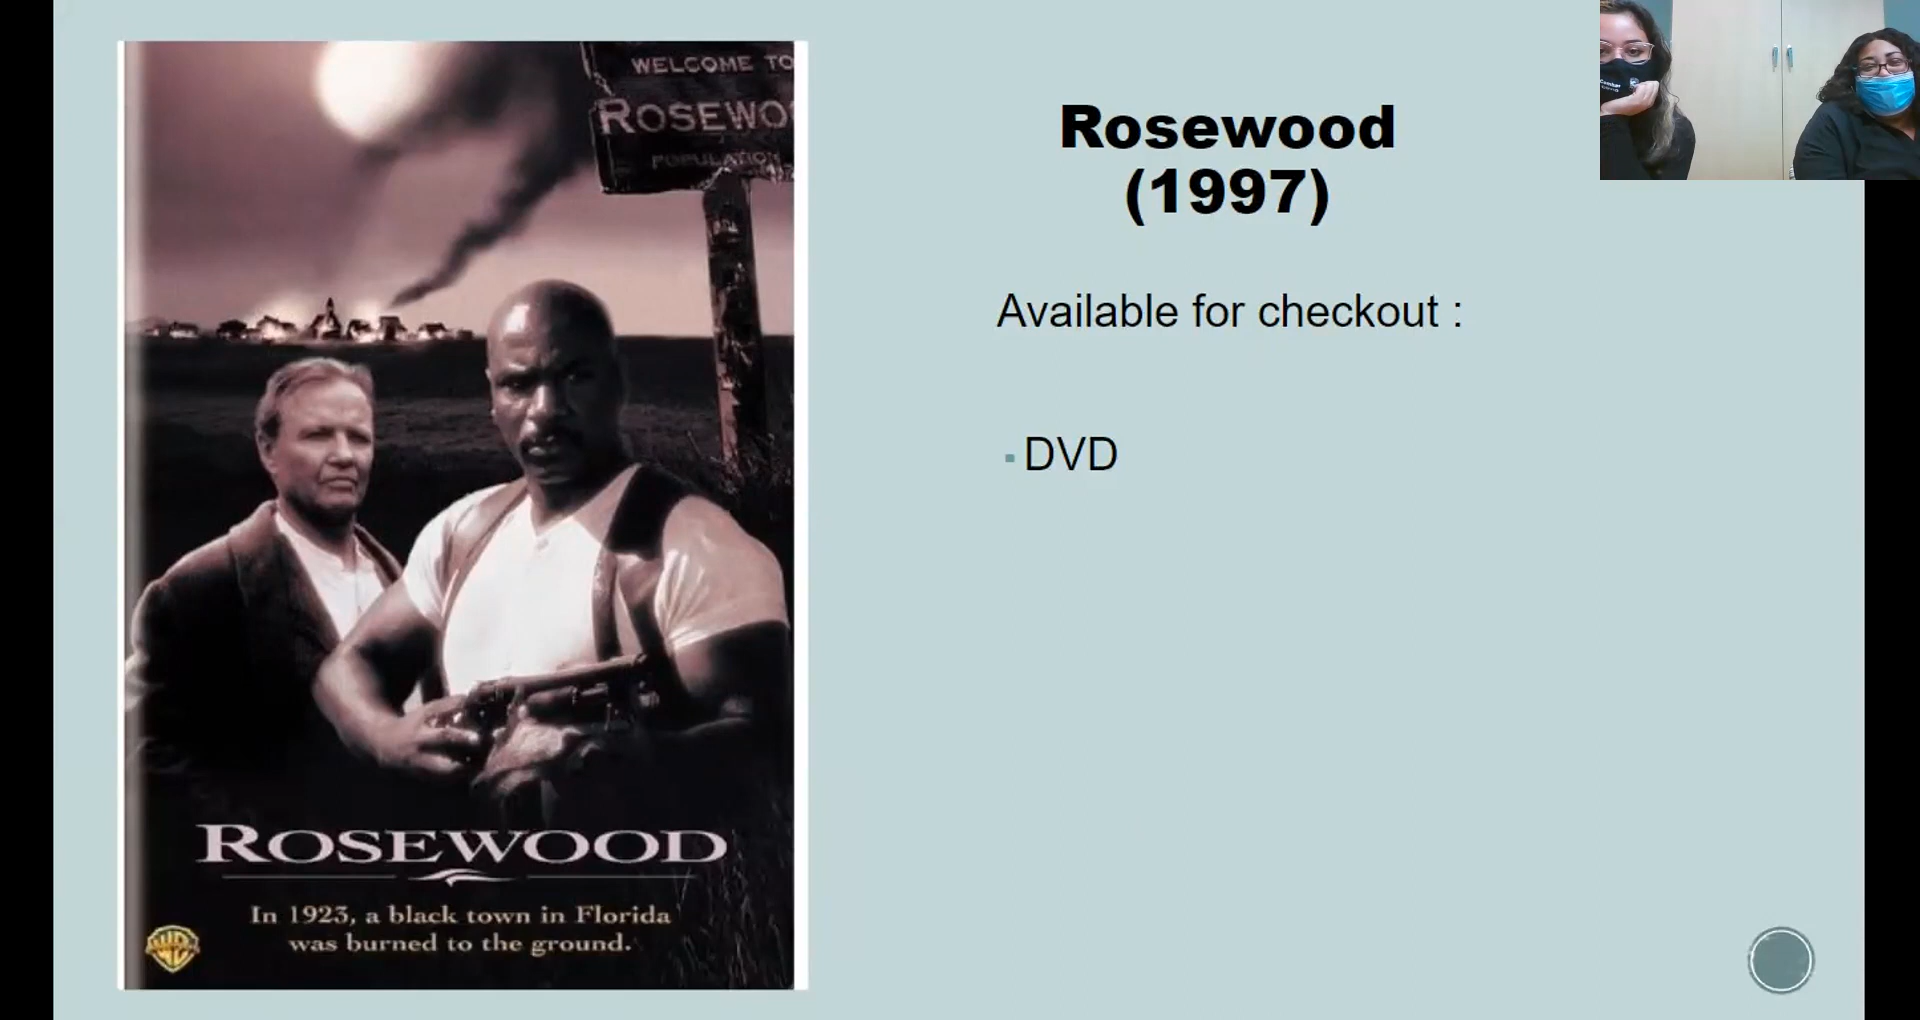 WELCOME TO
ROSEWO
POPULATION
ROSEWOOD
In 1923, a black town in Florida
was burned to the ground.
Rosewood
(1997)
Available for checkout :
▪ DVD